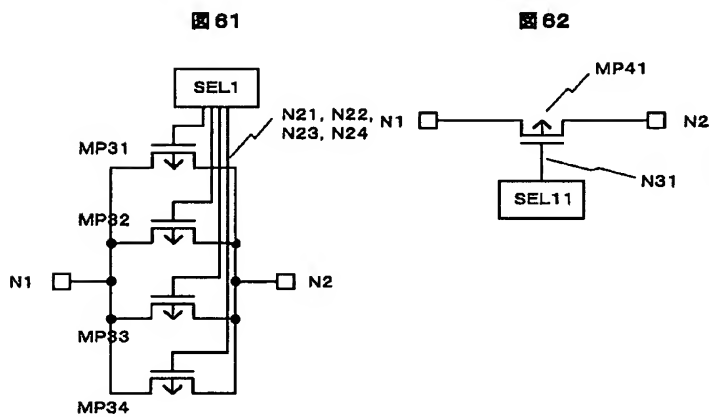 図61
SEL1
N21, N22,
N23, N24
MP31
MP32
N1
N2
MP33
MP34
図62
MP41
N1
N2
N31
SEL11